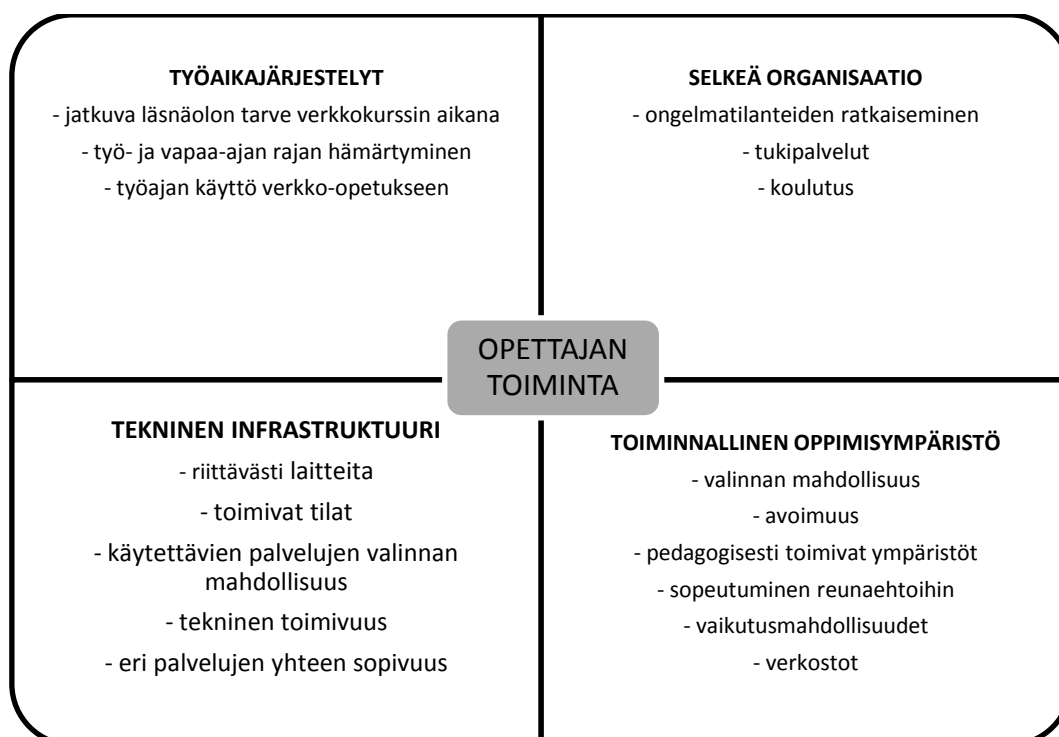 TYÖAIKAJÄRJESTELYT
- jatkuva läsnäolon tarve verkkokurssin aikana
- työ- ja vapaa-ajan rajan hämärtyminen
- työajan käyttö verkko-opetukseen
SELKEÄ ORGANISAATIO
- ongelmatilanteiden ratkaiseminen
- tukipalvelut
- koulutus
OPETTAJAN
TOIMINTA
TEKNINEN INFRASTRUKTUURI
- riittävästi laitteita
- toimivat tilat
- käytettävien palvelujen valinnan
mahdollisuus
- tekninen toimivuus
- eri palvelujen yhteen sopivuus
TOIMINNALLINEN OPPIMISYMPÄRISTÖ
- valinnan mahdollisuus
- avoimuus
- pedagogisesti toimivat ympäristöt
- sopeutuminen reunaehtoihin
- vaikutusmahdollisuudet
- verkostot